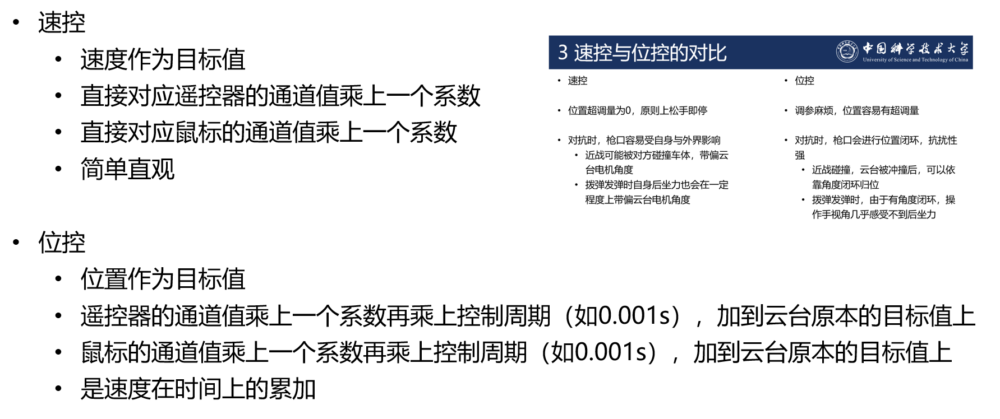 • 速控
• 速度作为目标值
• 直接对应遥控器的通道值乘上一个系数
• 直接对应鼠标的通道值乘上一个系数
• 简单直观
• 位控
• 位置作为目标值
• 遥控器的通道值乘上一个系数再乘上控制周期（如0.001s），加到云台原本的目标值上
• 鼠标的通道值乘上一个系数再乘上控制周期（如0.001s），加到云台原本的目标值上
• 是速度在时间上的累加
3 速控与位控的对比
中国科学技术大学
University of Science and Technology of China
• 速控
• 位置超调量为0，原则上松手即停
• 对抗时，枪口容易受自身与外界影响
• 近战可能被对方碰撞车体，带偏云
台电机角度
• 拨弹发弹时自身后坐力也会在一定
程度上带偏云台电机角度
• 位控
• 调参麻烦，位置容易有超调量
• 对抗时，枪口会进行位置闭环，抗扰性
强
• 近战碰撞，云台被冲撞后，可以依
靠角度闭环归位
• 拨弹发弹时，由于有角度闭环，操
作手视角几乎感受不到后坐力